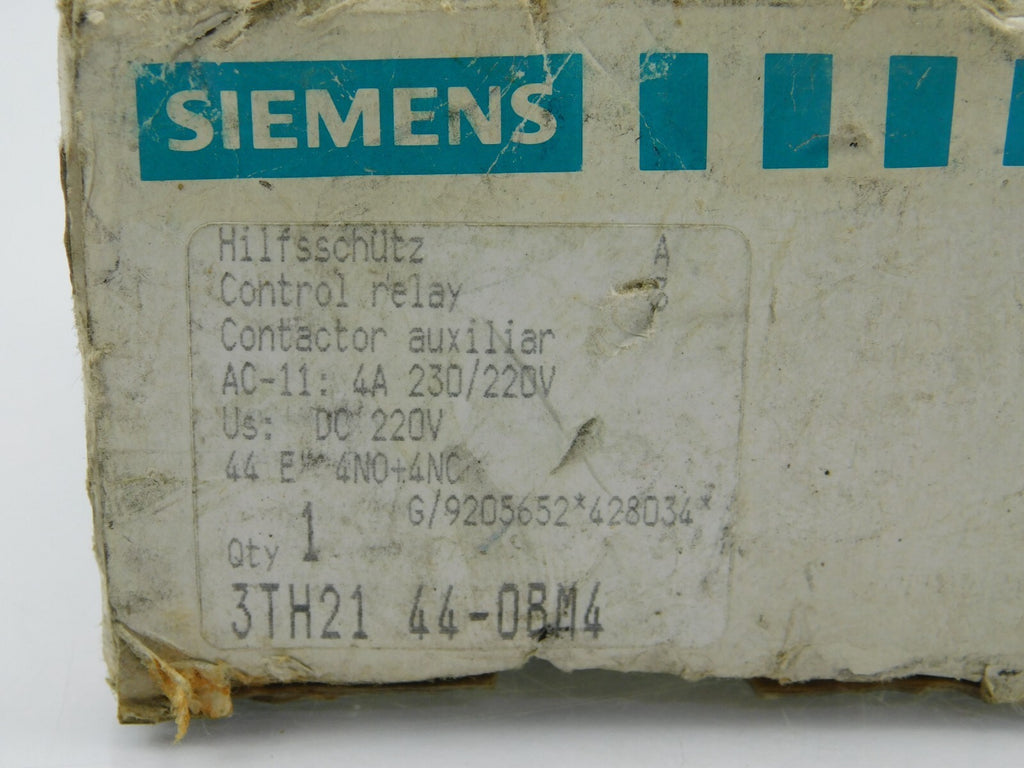 SIEMENS
Hilfsschütz A
Control relay
Contactor auxiliar
AC-11: 4A 230/220V
Us: DC 220V
44 E 4NO+4NC
G/9205652*428034*
Qty 1
3TH21 44-0BM4